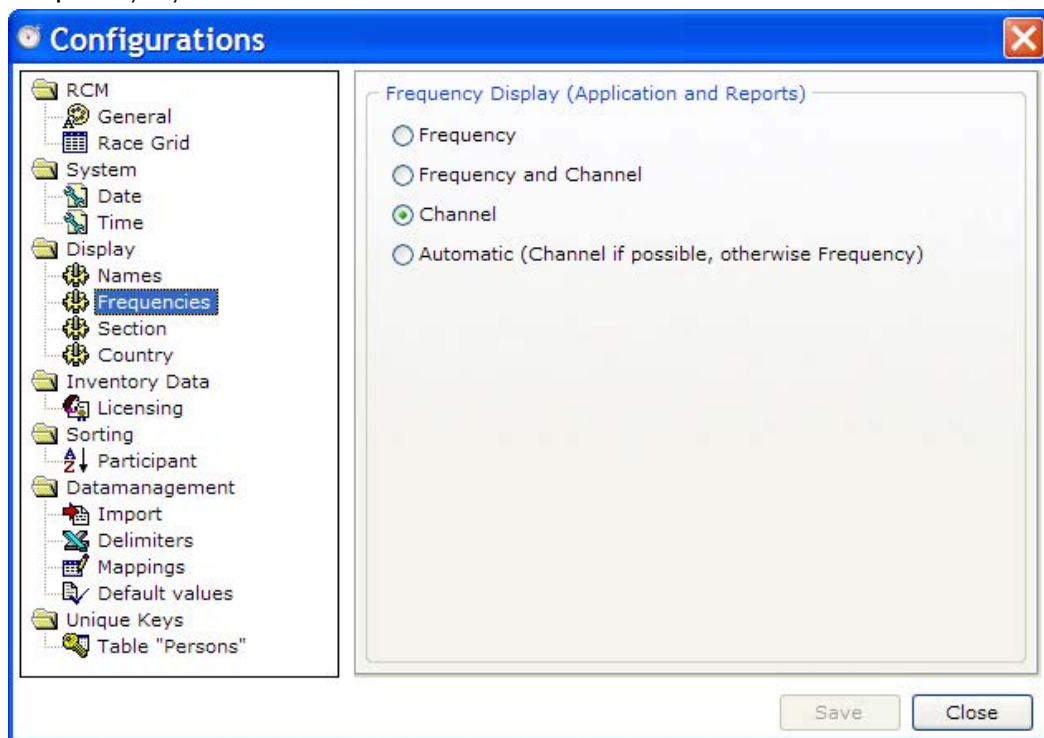 Configurations
RCM
General
Race Grid
System
Date
Time
Display
Names
Frequencies
Section
Country
Inventory Data
Licensing
Sorting
Participant
Datamanagement
Import
Delimiters
Mappings
Default values
Unique Keys
Table "Persons"
Frequency Display (Application and Reports)
Frequency
Frequency and Channel
Channel
Automatic (Channel if possible, otherwise Frequency)
Save
Close